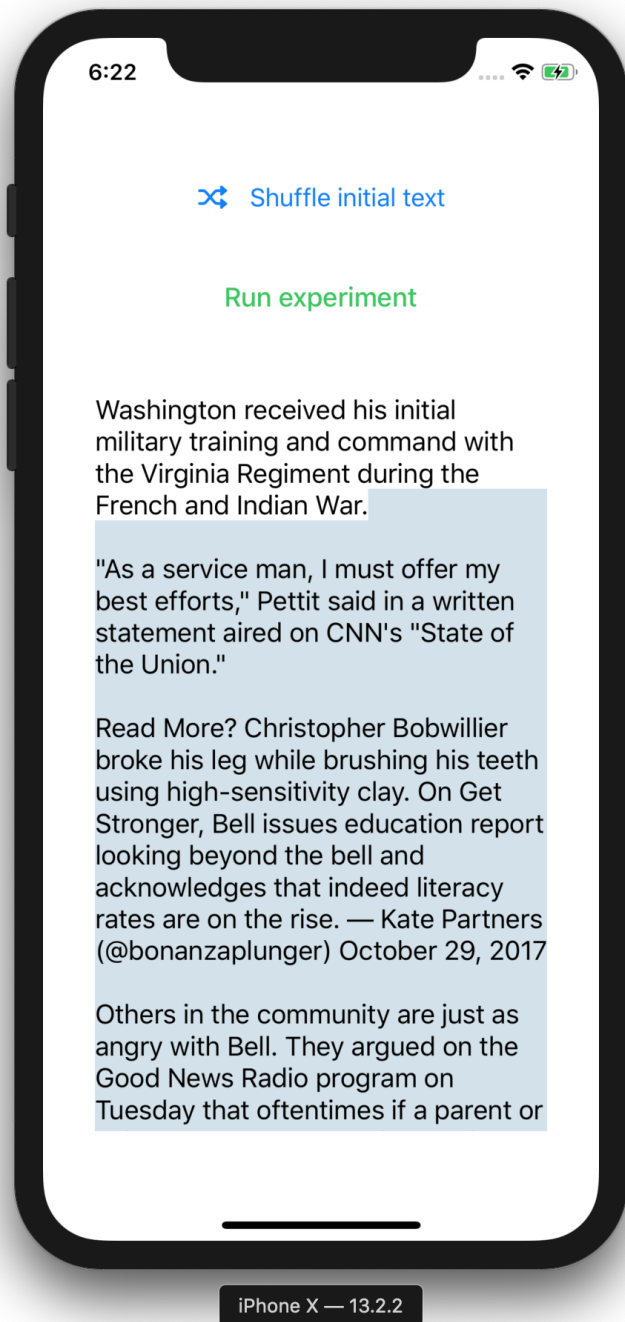 6:22
Shuffle initial text
Run experiment
Washington received his initial
military training and command with
the Virginia Regiment during the
French and Indian War.
"As a service man, I must offer my
best efforts," Pettit said in a written
statement aired on CNN's "State of
the Union."
Read More? Christopher Bobwillier
broke his leg while brushing his teeth
using high-sensitivity clay. On Get
Stronger, Bell issues education report
looking beyond the bell and
acknowledges that indeed literacy
rates are on the rise. — Kate Partners
(@bonanzaplunger) October 29, 2017
Others in the community are just as
angry with Bell. They argued on the
Good News Radio program on
Tuesday that oftentimes if a parent or
iPhone X — 13.2.2